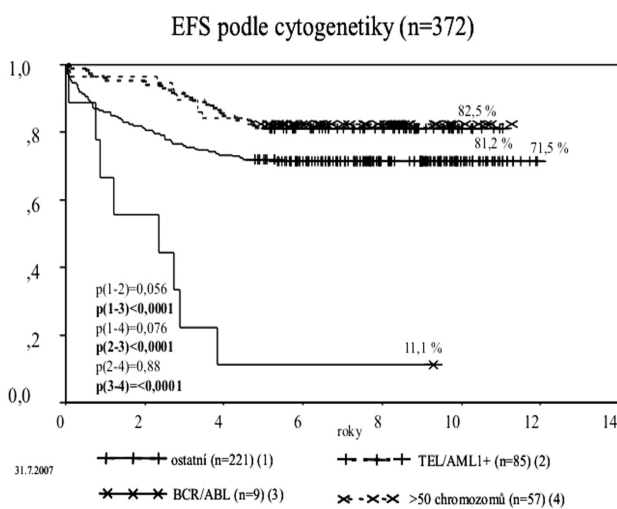 EFS podle cytogenetiky (n=372)
1,0
,8
,6
,4
,2
0,0
82,5 %
81,2 %
71,5 %
11,1 %
p(1-2)=0,056
p(1-3)<0,0001
p(1-4)=0,076
p(2-3)<0,0001
p(2-4)=0,88
p(3-4)=<0,0001
0 2 4 6 8 10 12 14
roky
31.7.2007
ostatní (n=221) (1)
TEL/AML1+ (n=85) (2)
BCR/ABL (n=9) (3)
>50 chromozomů (n=57) (4)